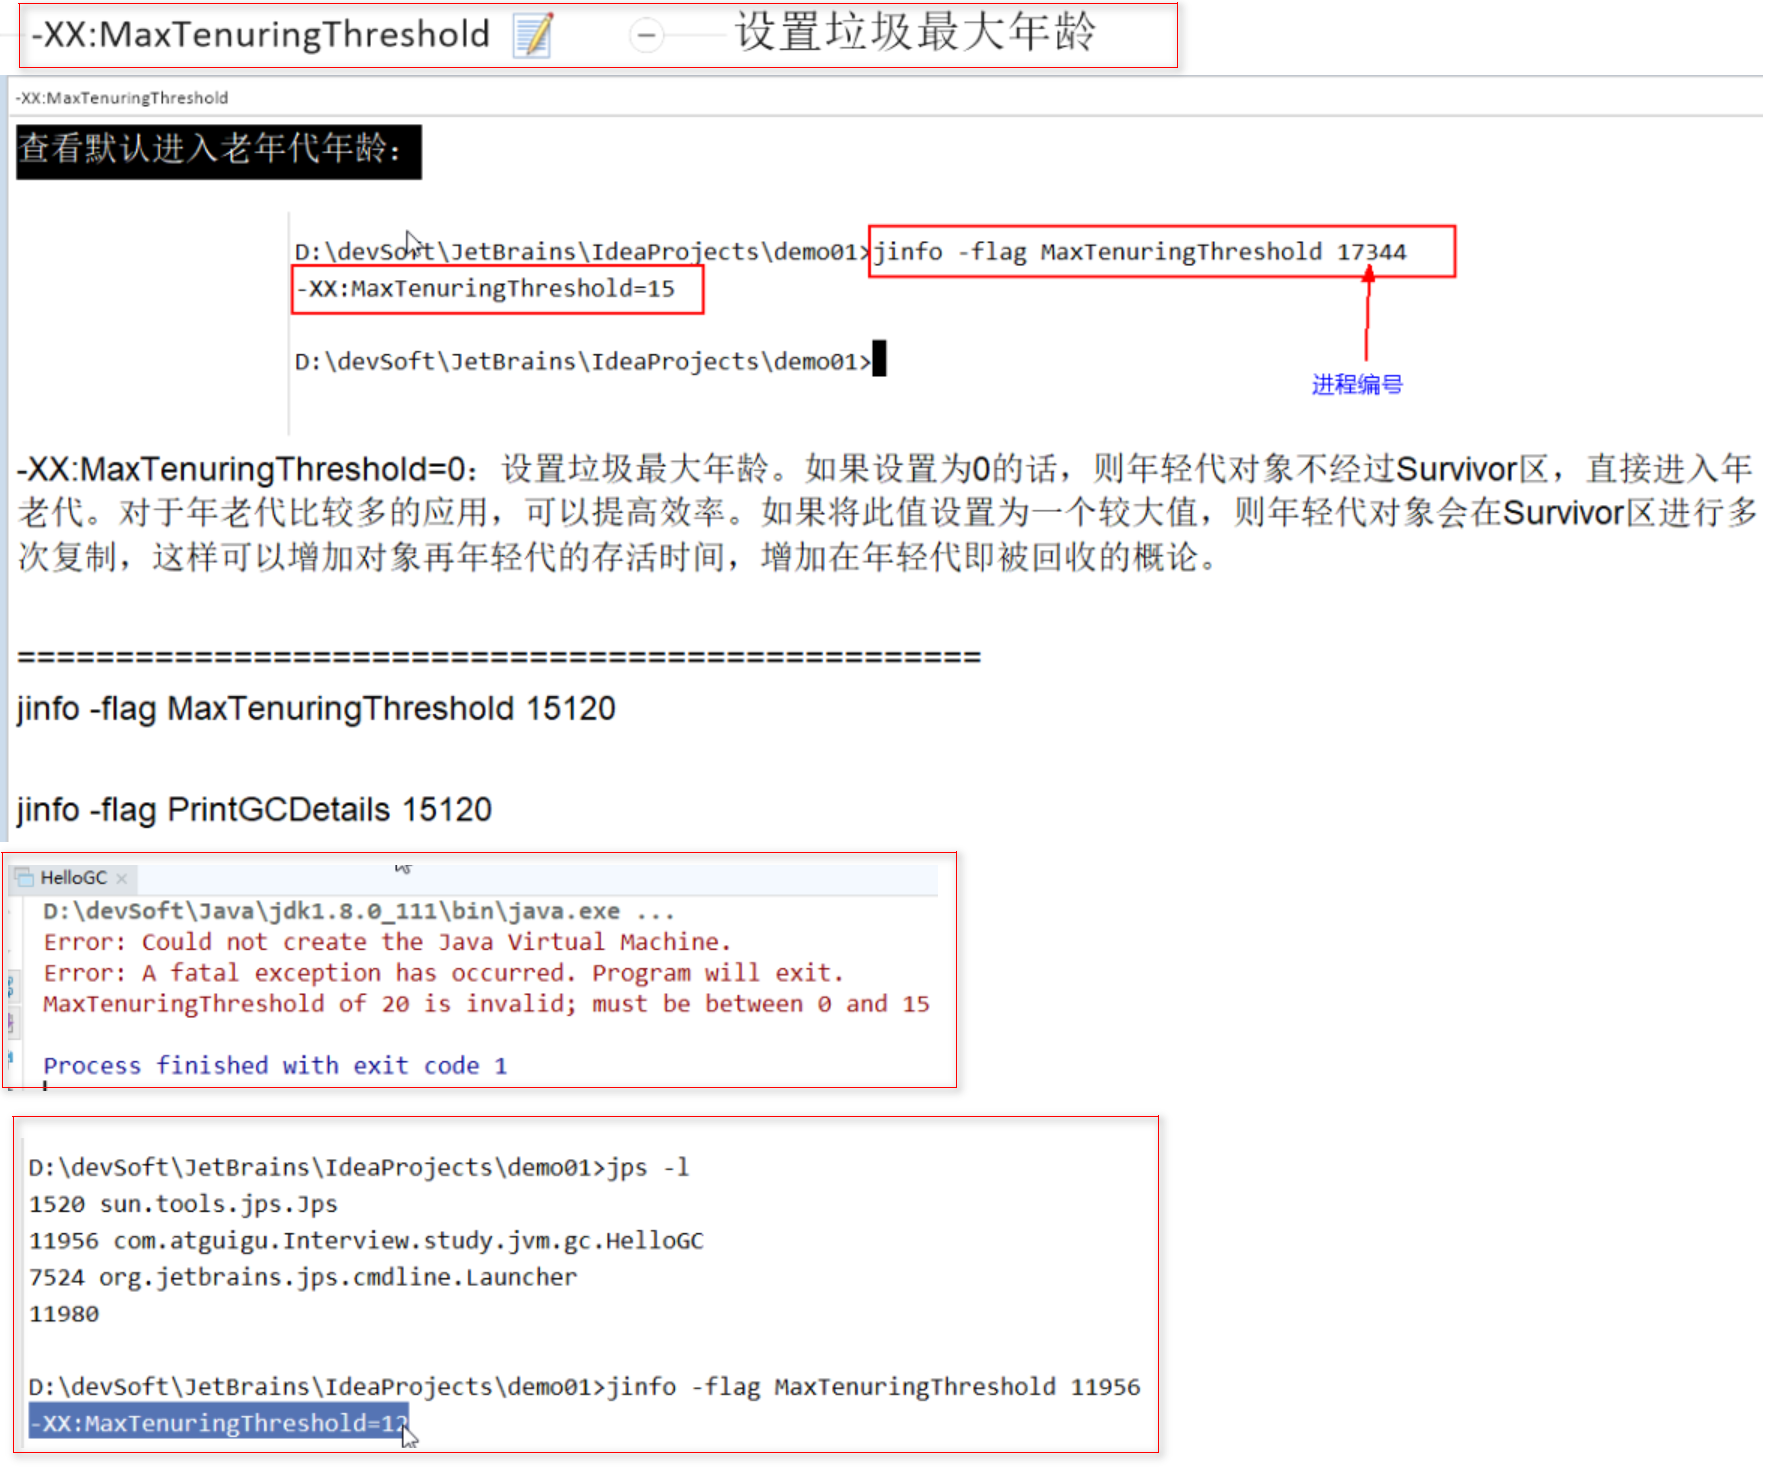 -XX:MaxTenuringThreshold 设置垃圾最大年龄
-XX:MaxTenuringThreshold
查看默认进入老年代年龄：
D:\devSoft\JetBrains\IdeaProjects\demo01>jinfo -flag MaxTenuringThreshold 17344
-XX:MaxTenuringThreshold=15
D:\devSoft\JetBrains\IdeaProjects\demo01>
进程编号
-XX:MaxTenuringThreshold=0：设置垃圾最大年龄。如果设置为0的话，则年轻代对象不经过Survivor区，直接进入年
老代。对于年老代比较多的应用，可以提高效率。如果将此值设置为一个较大值，则年轻代对象会在Survivor区进行多
次复制，这样可以增加对象再年轻代的存活时间，增加在年轻代即被回收的概论。
=================================================
jinfo -flag MaxTenuringThreshold 15120
jinfo -flag PrintGCDetails 15120
HelloGC
D:\devSoft\Java\jdk1.8.0_111\bin\java.exe ...
Error: Could not create the Java Virtual Machine.
Error: A fatal exception has occurred. Program will exit.
MaxTenuringThreshold of 20 is invalid; must be between 0 and 15
Process finished with exit code 1
D:\devSoft\JetBrains\IdeaProjects\demo01>jps -l
1520 sun.tools.jps.Jps
11956 com.atguigu.Interview.study.jvm.gc.HelloGC
7524 org.jetbrains.jps.cmdline.Launcher
11980
D:\devSoft\JetBrains\IdeaProjects\demo01>jinfo -flag MaxTenuringThreshold 11956
-XX:MaxTenuringThreshold=12